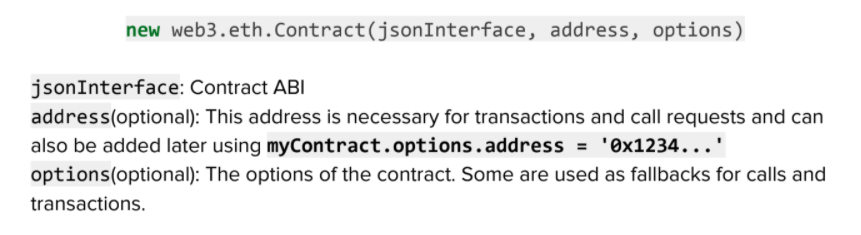 new web3.eth.Contract(jsonInterface, address, options)
jsonInterface: Contract ABI
address(optional): This address is necessary for transactions and call requests and can
also be added later using myContract.options.address = '0x1234...'
options(optional): The options of the contract. Some are used as fallbacks for calls and
transactions.